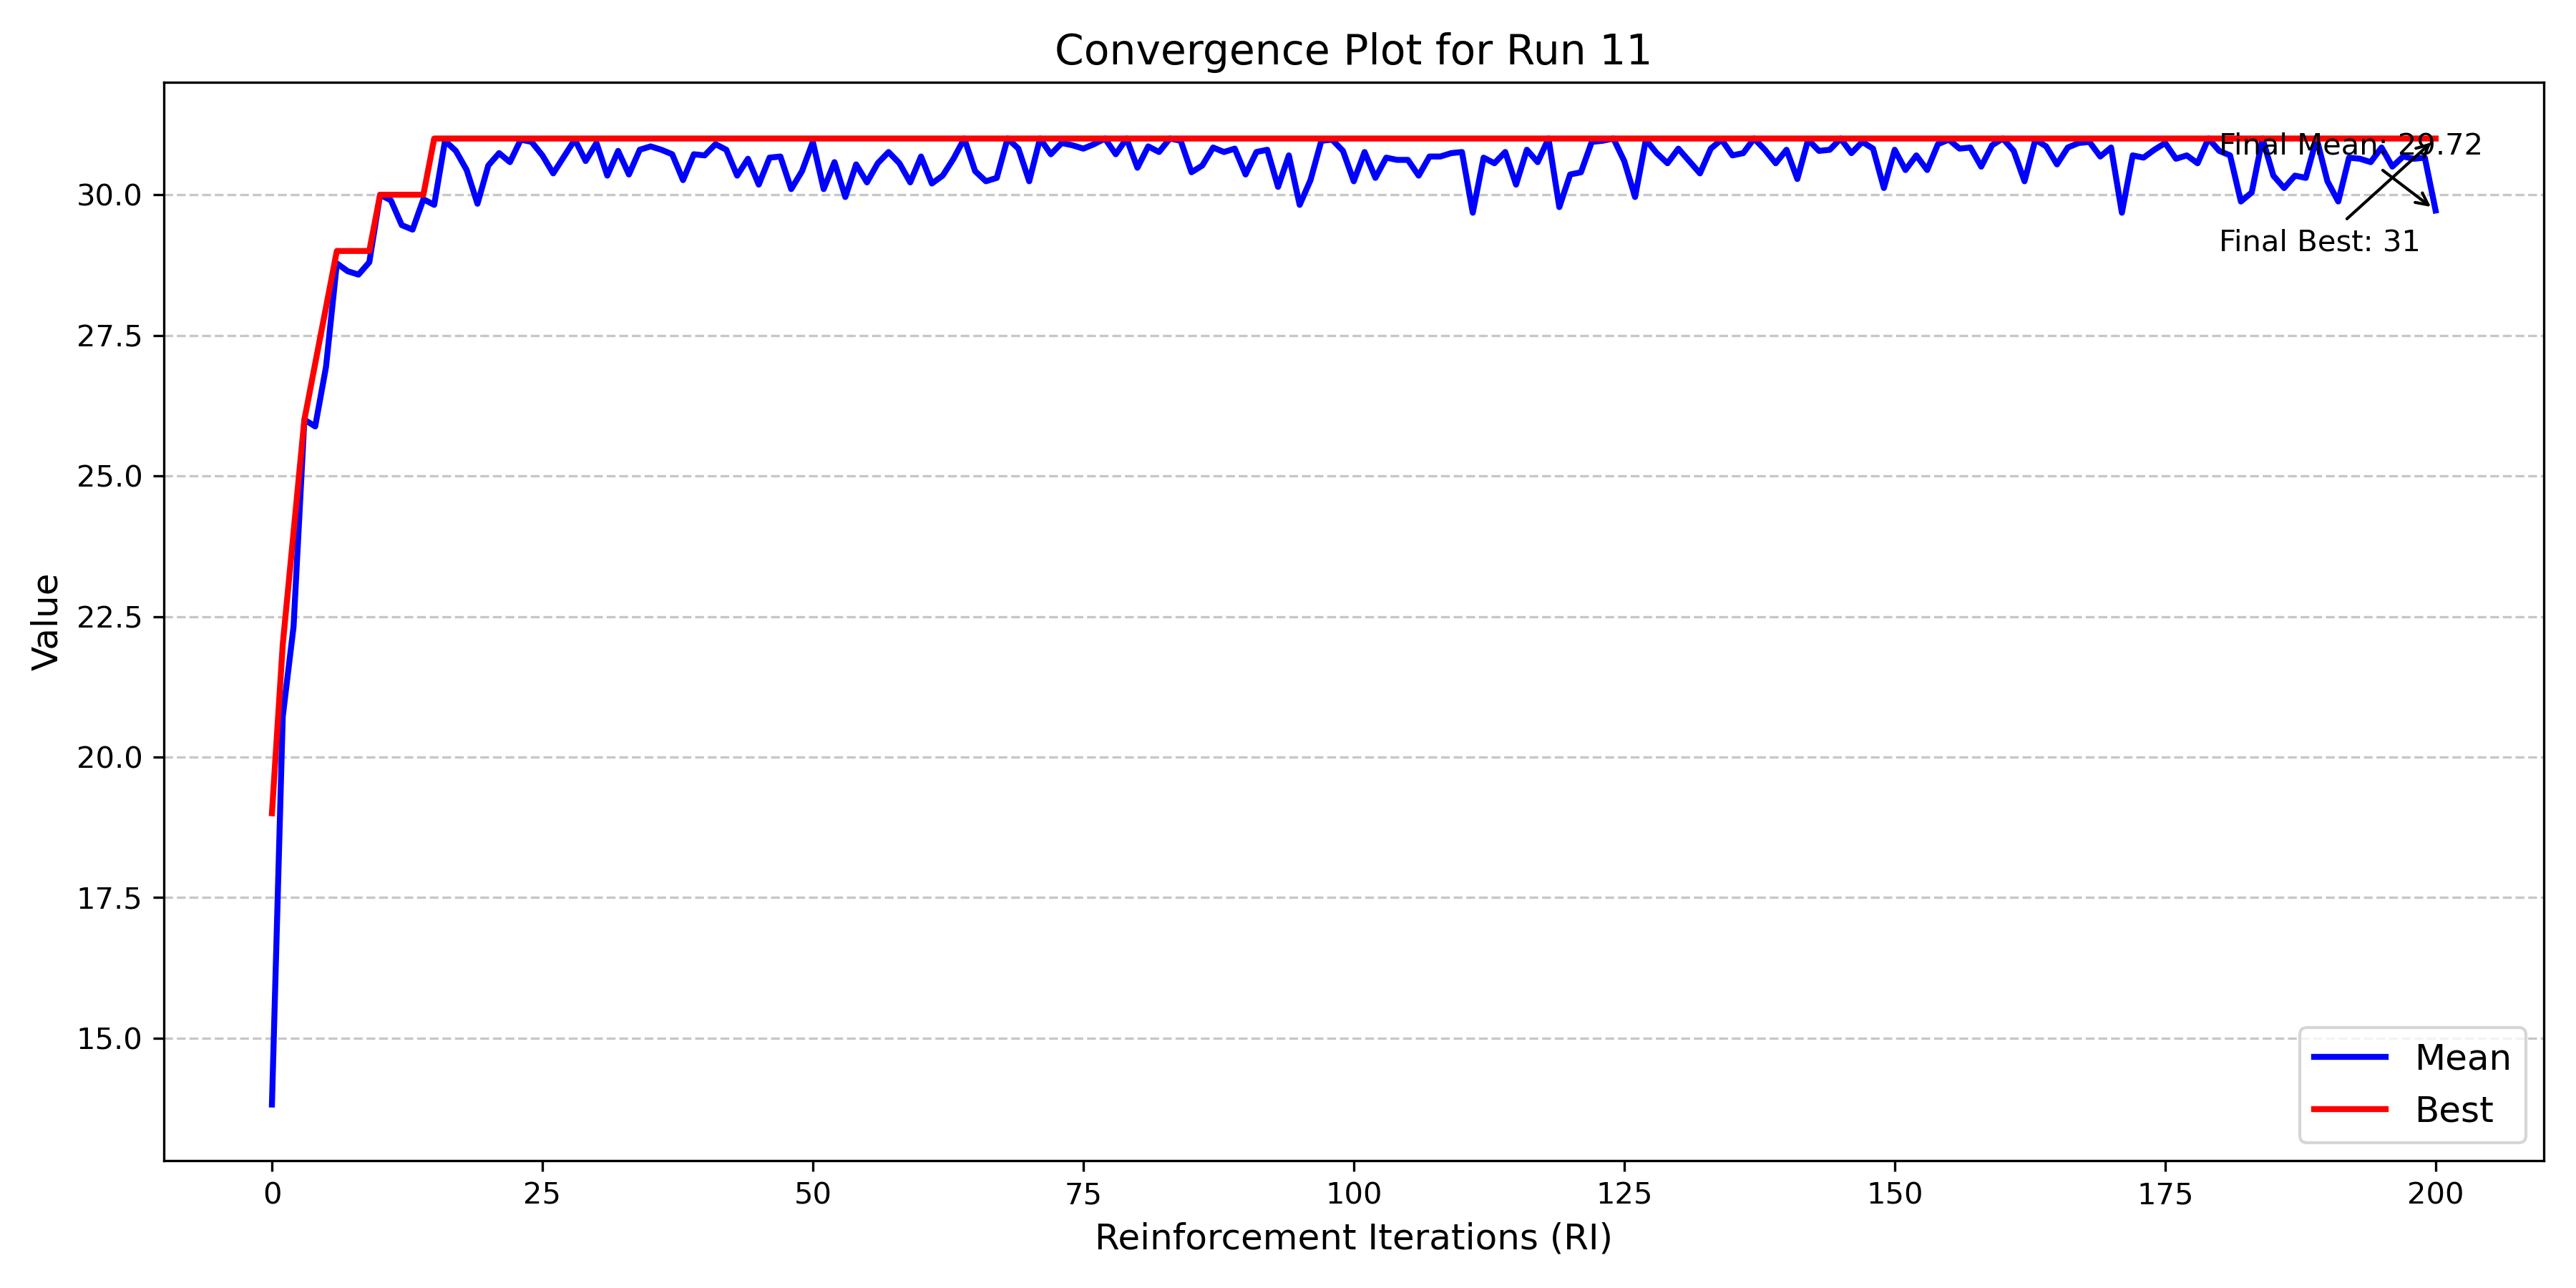 Convergence Plot for Run 11
Value
30.0
27.5
25.0
22.5
20.0
17.5
15.0
Final Mean: 29.72
Final Best: 31
Mean
Best
0 25 50 75 100 125 150 175 200
Reinforcement Iterations (RI)